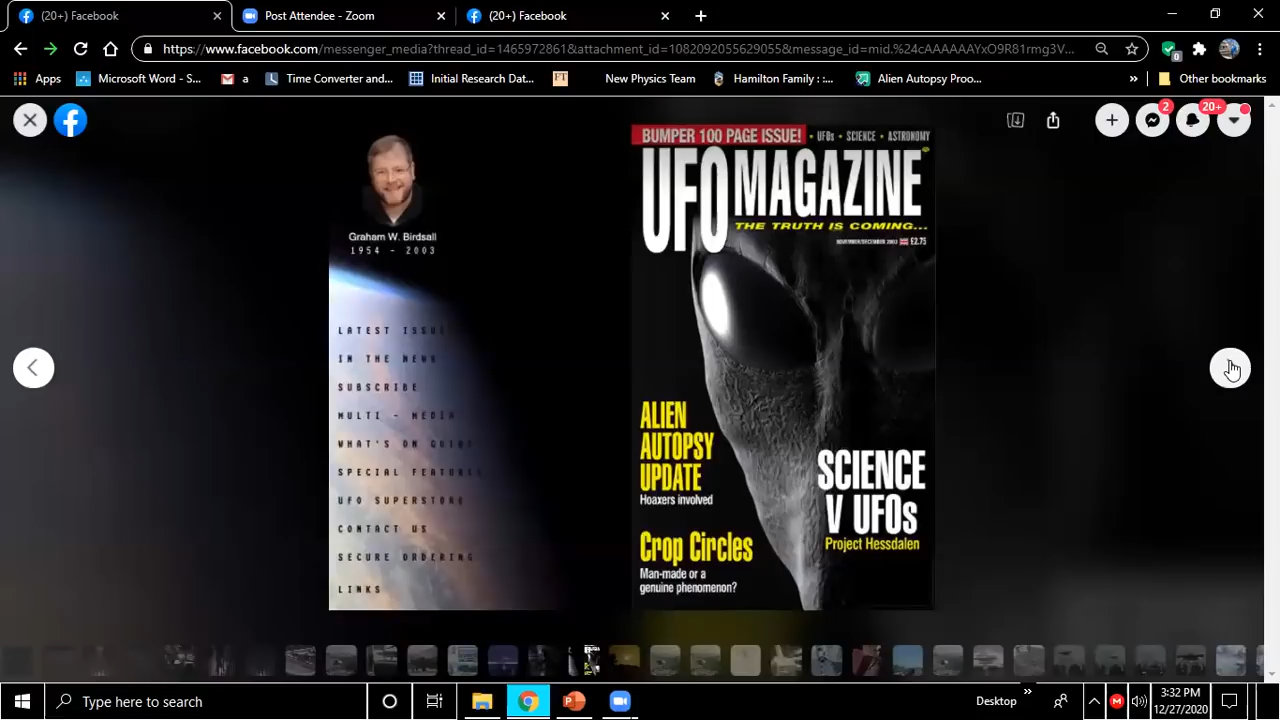 (20+) Facebook
Post Attendee - Zoom
(20+) Facebook
https://www.facebook.com/messenger_media?thread_id=1465972861&attachment_id=1082092055629055&message_id=mid.%24cAAAAAAYxO9R81rmg3V...
Apps
Microsoft Word - S...
a
Time Converter and...
Initial Research Dat...
FT
New Physics Team
Hamilton Family : :...
Alien Autopsy Proo...
»
Other bookmarks
2
20+
Graham W. Birdsall
1954 - 2003
LATEST ISSUE
IN THE NEWS
SUBSCRIBE
MULTI - MEDIA
WHAT'S ON GUIDE
SPECIAL FEATURES
UFO SUPERSTORE
CONTACT US
SECURE ORDERING
LINKS
BUMPER 100 PAGE ISSUE!
• UFOs • SCIENCE • ASTRONOMY
UFO MAGAZINE
THE TRUTH IS COMING...
NOVEMBER/DECEMBER 2003 £2.75
ALIEN
AUTOPSY
UPDATE
Hoaxers involved
Crop Circles
Man-made or a
genuine phenomenon?
SCIENCE
V UFOs
Project Hessdalen
Type here to search
Desktop
»
3:32 PM
12/27/2020